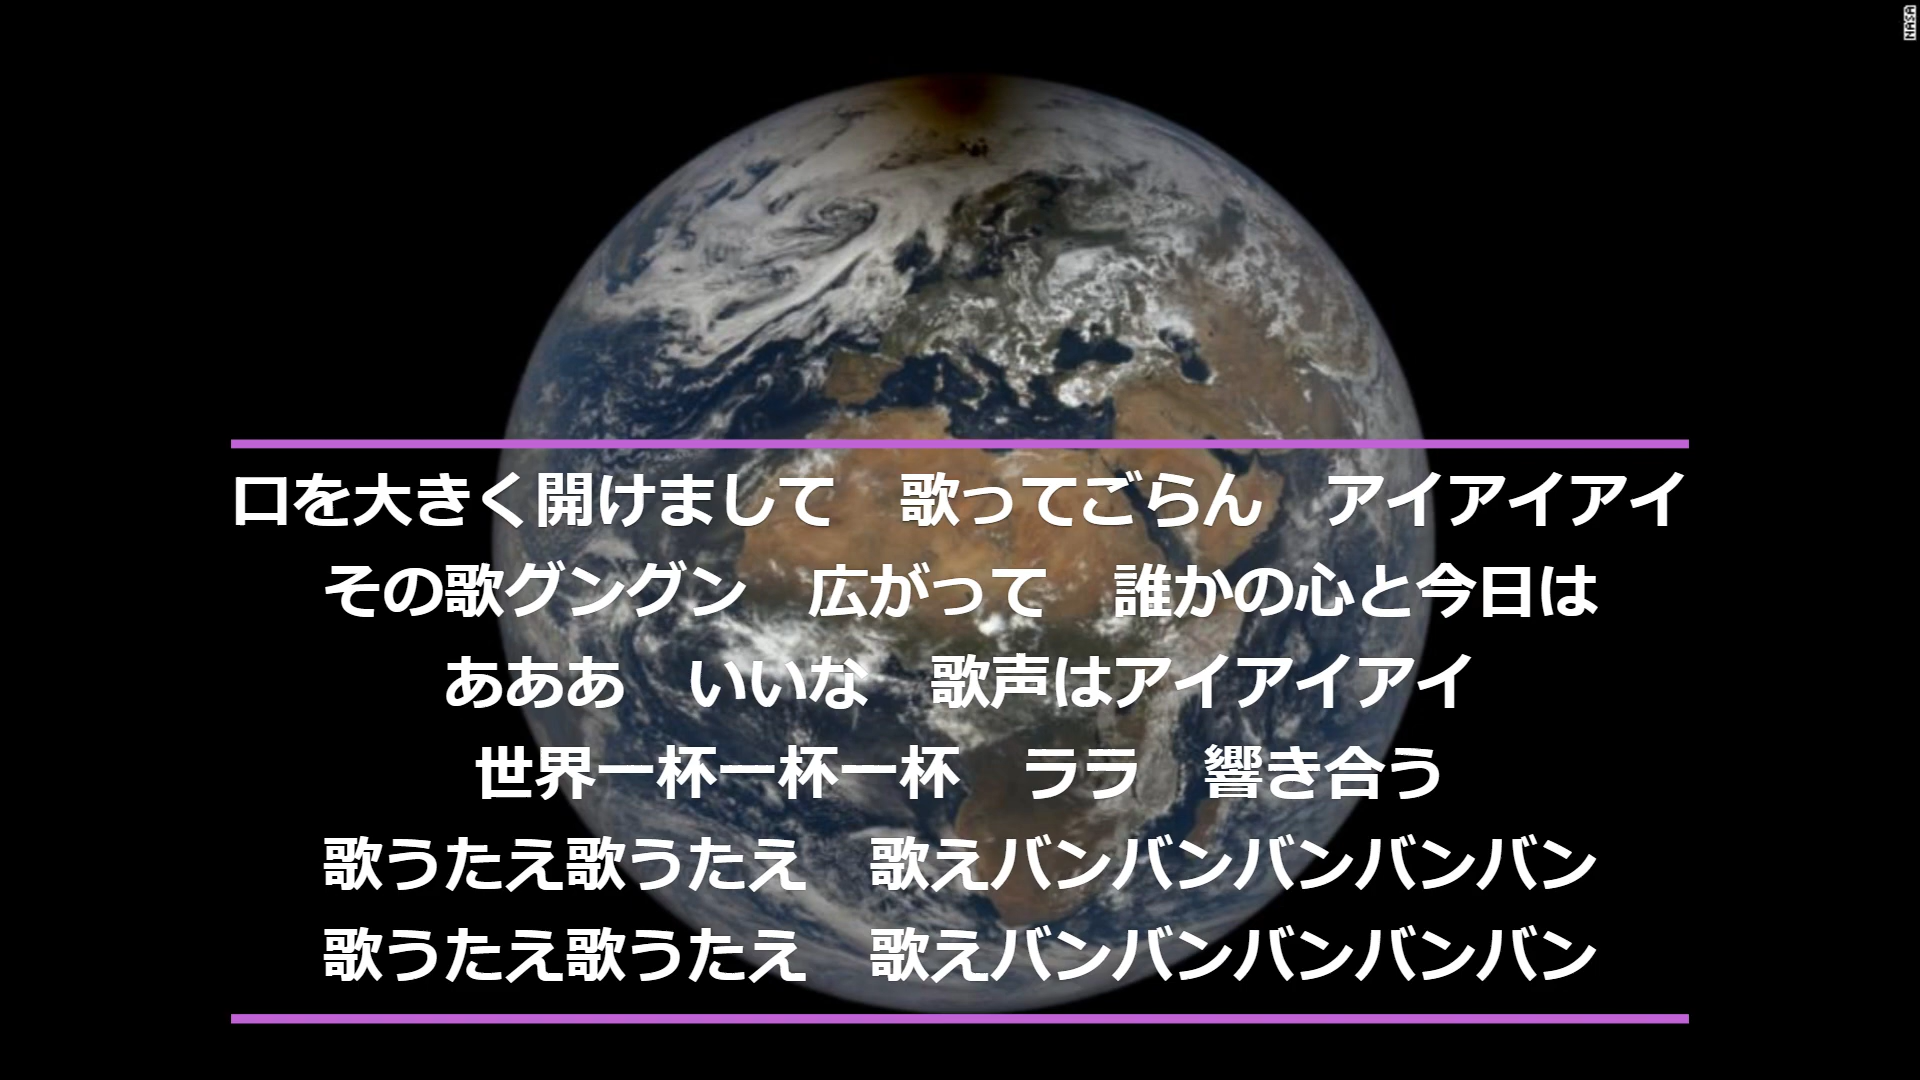 口を大きく開けまして　歌ってごらん　アイアイアイ
その歌グングン　広がって　誰かの心と今日は
あああ　いいな　歌声はアイアイアイ
世界一杯一杯一杯　ララ　響き合う
歌うたえ歌うたえ　歌えバンバンバンバンバン
歌うたえ歌うたえ　歌えバンバンバンバンバン
NASA